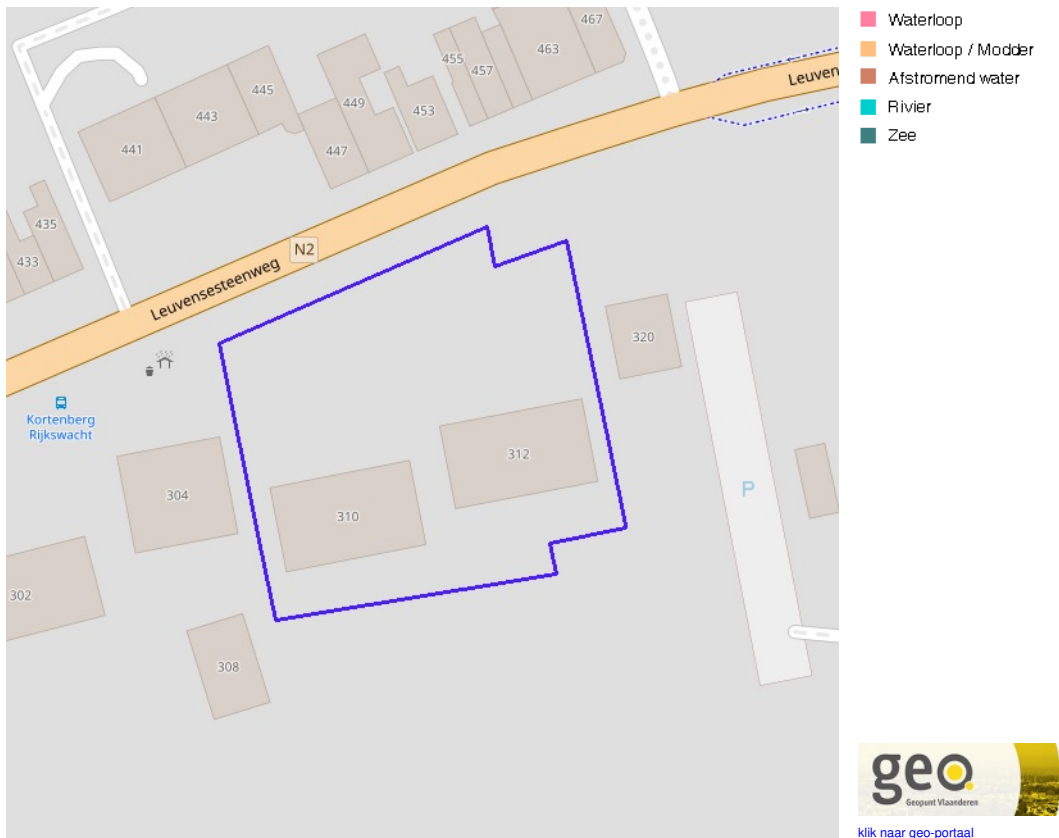 467
463
455
457
445
449
443
453
441
447
435
433
Leuven
N2
Leuvensesteenweg
Kortenberg
Rijkswacht
320
304
312
310
P
302
308
Waterloop
Waterloop / Modder
Afstromend water
Rivier
Zee
geo.
Geopunt Vlaanderen
klik naar geo-portaal